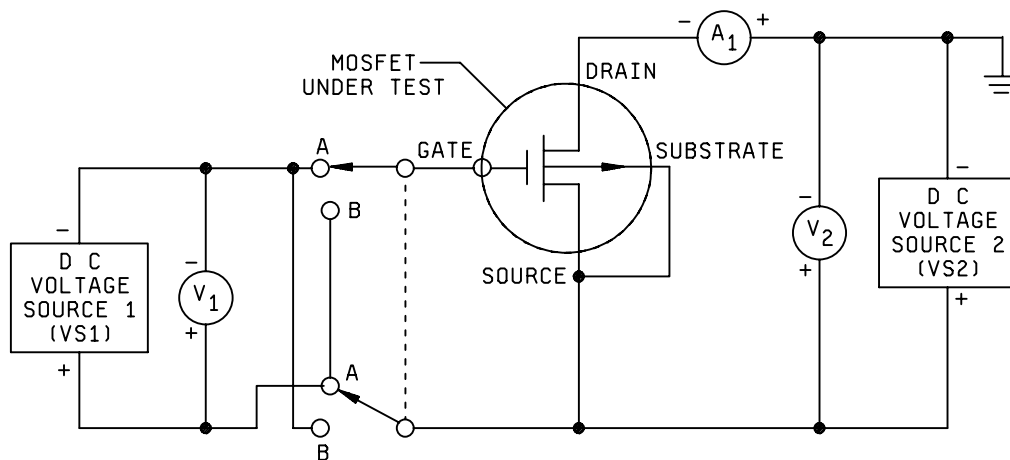 - A1 +
MOSFET
UNDER TEST
DRAIN
A
GATE
SUBSTRATE
B
-
D C
VOLTAGE
SOURCE 1
(VS1)
+
-
V1
+
SOURCE
-
V2
+
-
D C
VOLTAGE
SOURCE 2
(VS2)
+
A
B